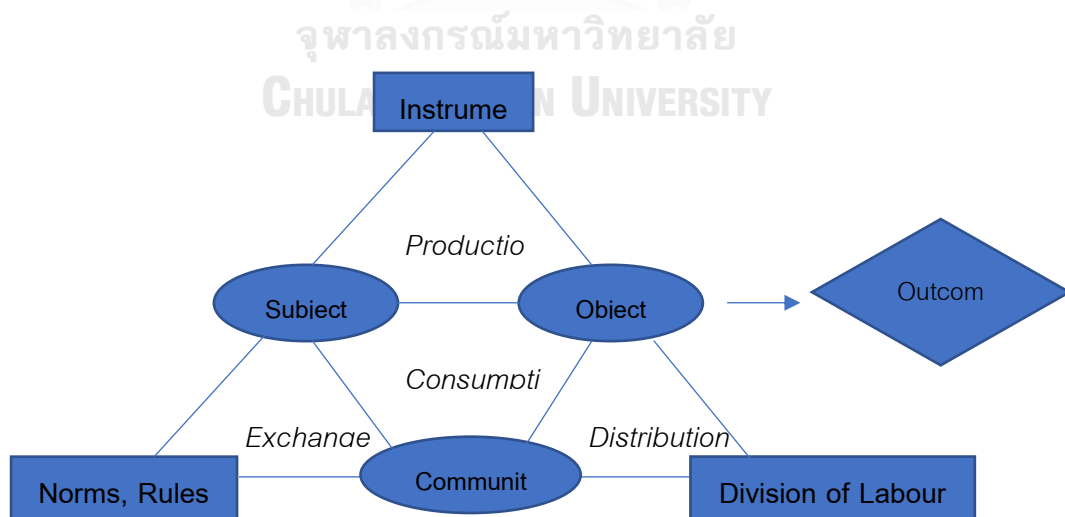 จุฬาลงกรณ์มหาวิทยาลัย
CHULA N UNIVERSITY
Instrume
Productio
Subject
Object
Outcom
Consumpti
Exchange
Distribution
Norms, Rules
Communit
Division of Labour